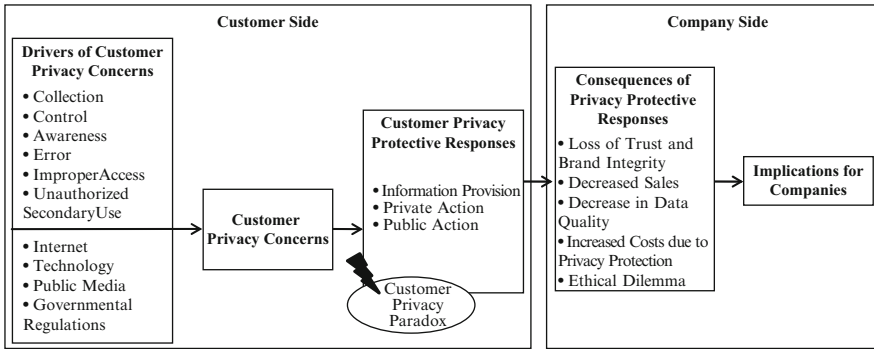 Customer Side
Drivers of Customer
Privacy Concerns
• Collection
• Control
• Awareness
• Error
• ImproperAccess
• Unauthorized
SecondaryUse
• Internet
• Technology
• Public Media
• Governmental
Regulations
Customer
Privacy Concerns
Customer Privacy
Protective Responses
• Information Provision
• Private Action
• Public Action
Customer
Privacy
Paradox
Company Side
Consequences of
Privacy Protective
Responses
• Loss of Trust and
Brand Integrity
• Decreased Sales
• Decrease in Data
Quality
• Increased Costs due to
Privacy Protection
• Ethical Dilemma
Implications for
Companies